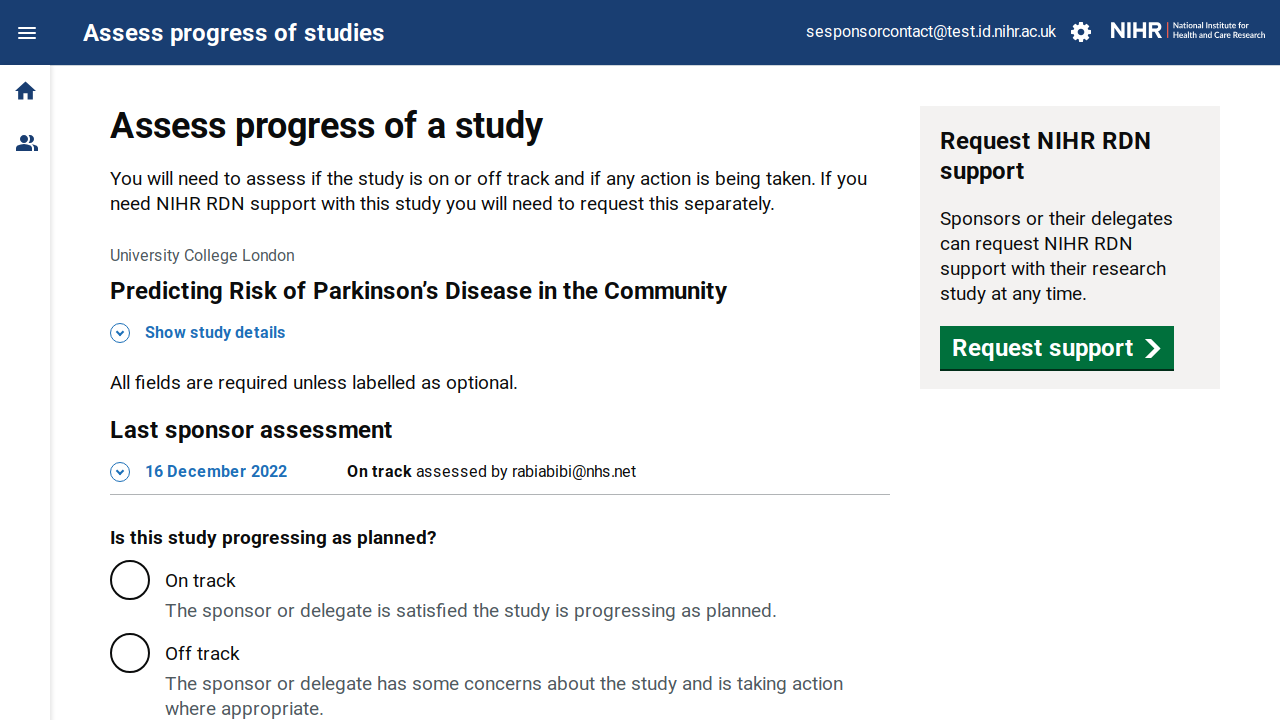 Assess progress of studies
sesponsorcontact@test.id.nihr.ac.uk
NIHR
National Institute for
Health and Care Research
Assess progress of a study
You will need to assess if the study is on or off track and if any action is being taken. If you
need NIHR RDN support with this study you will need to request this separately.
University College London
Predicting Risk of Parkinson’s Disease in the Community
Show study details
All fields are required unless labelled as optional.
Last sponsor assessment
16 December 2022
On track assessed by rabiabibi@nhs.net
Is this study progressing as planned?
On track
The sponsor or delegate is satisfied the study is progressing as planned.
Off track
The sponsor or delegate has some concerns about the study and is taking action
where appropriate.
Request NIHR RDN
support
Sponsors or their delegates
can request NIHR RDN
support with their research
study at any time.
Request support